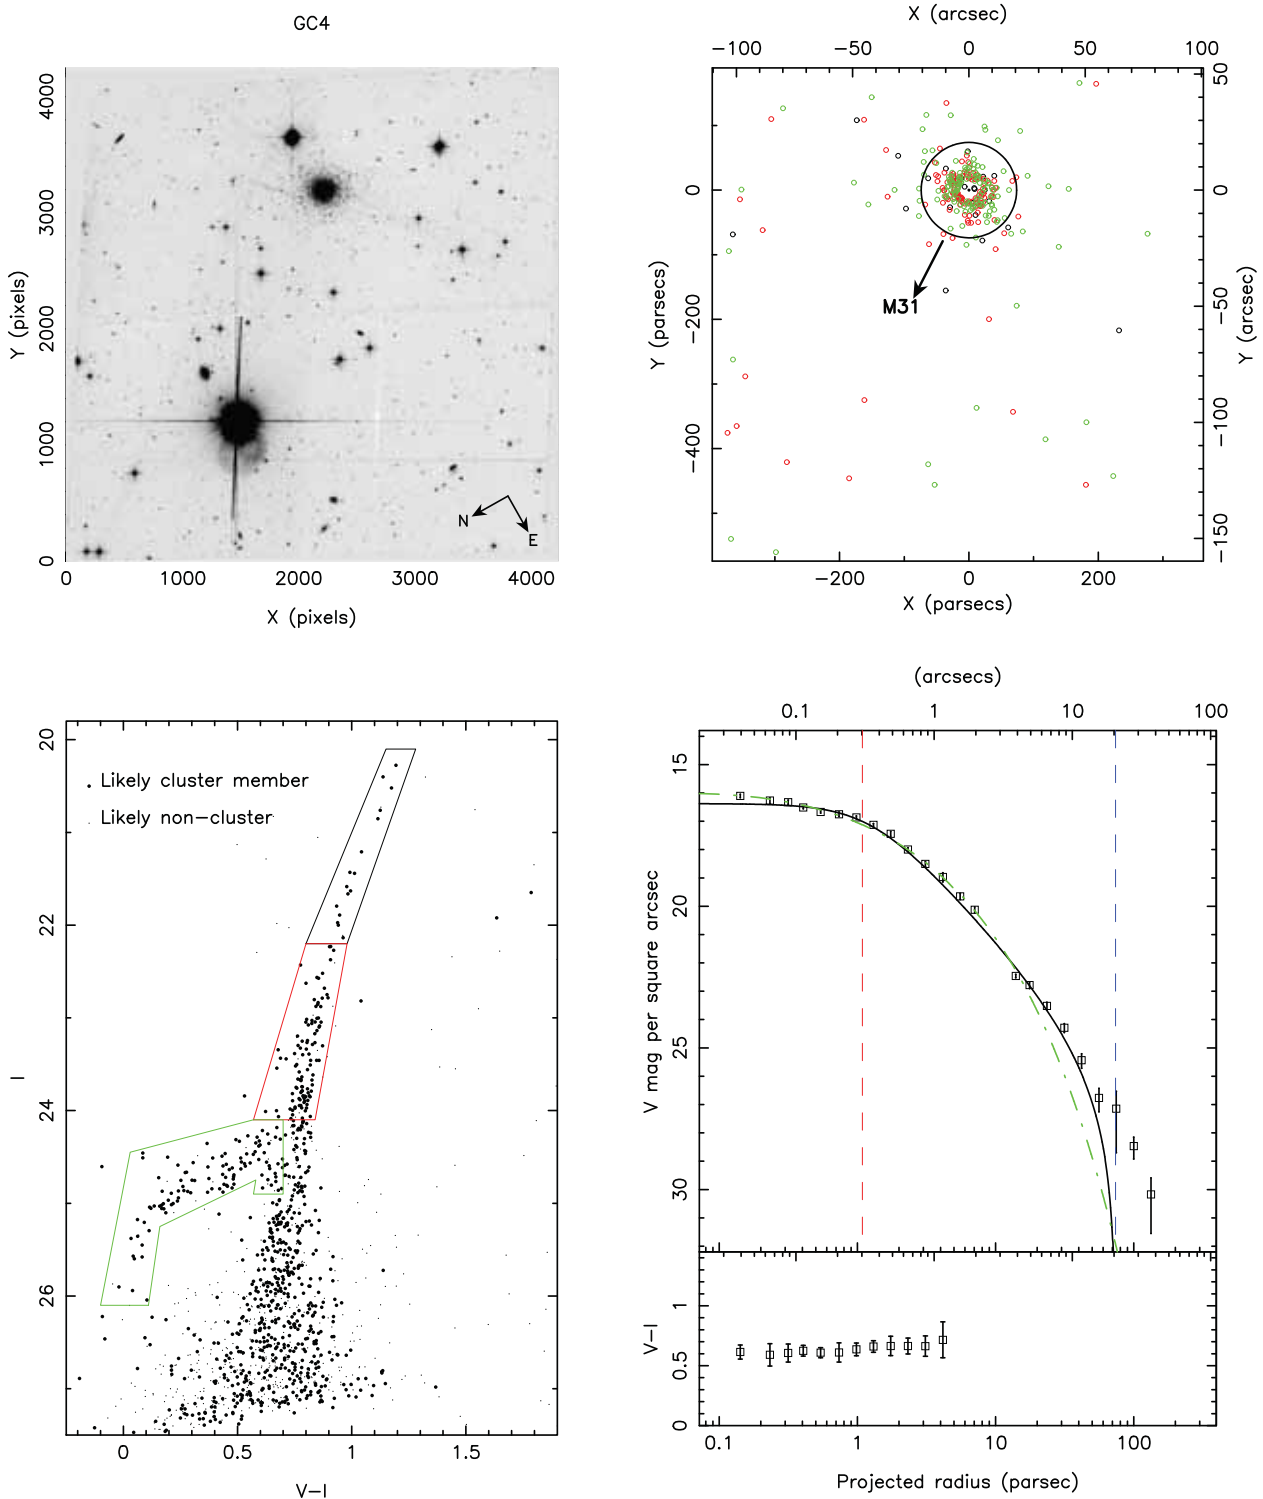 GC4
Y (pixels)
4000
3000
2000
1000
0
N
E
0 1000 2000 3000 4000
X (pixels)
X (arcsec)
−100 −50 0 50 100
Y (parsecs)
0
−200
−400
M31
50
0
−50
−100
−150
Y (arcsec)
−200 0 200
X (parsecs)
I
20
22
24
26
Likely cluster member
Likely non−cluster
0 0.5 1 1.5
V−I
(arcsecs)
0.1 1 10 100
V mag per square arcsec
15
20
25
30
V−I
1
0.5
0
0.1 1 10 100
Projected radius (parsec)